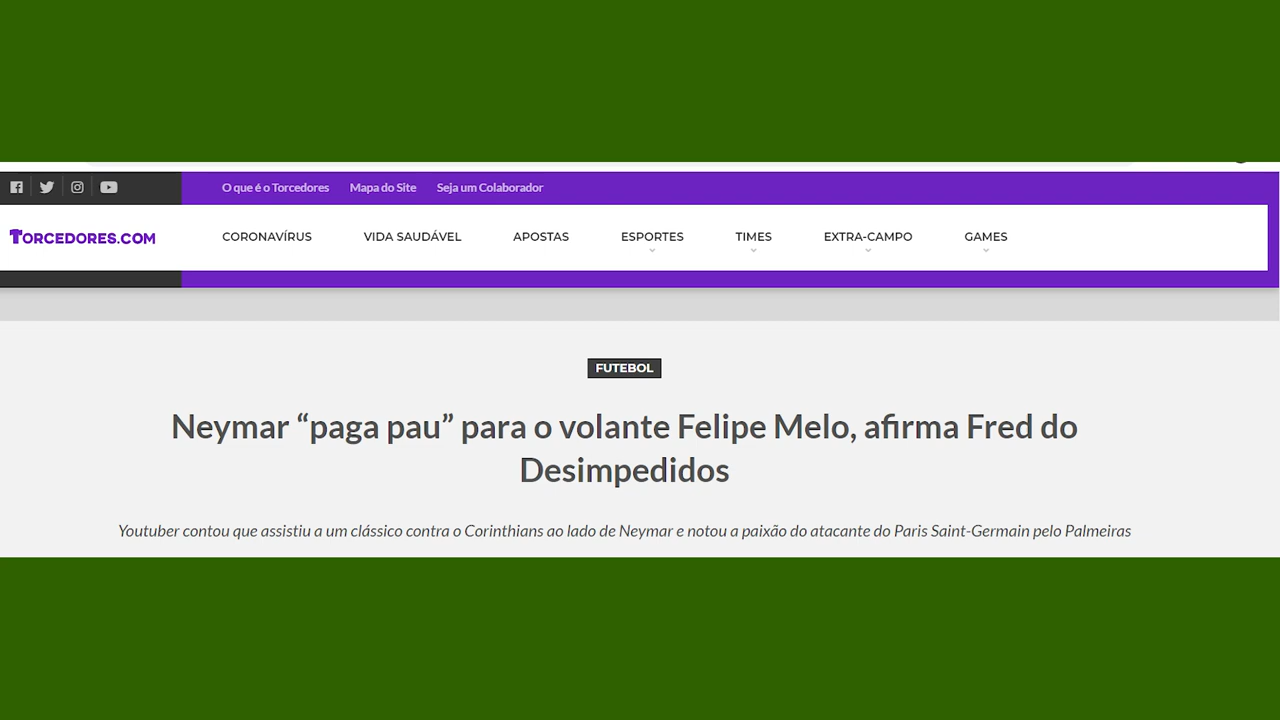 O que é o Torcedores Mapa do Site Seja um Colaborador
TORCEDORES.COM CORONAVÍRUS VIDA SAUDÁVEL APOSTAS ESPORTES TIMES EXTRA-CAMPO GAMES
FUTEBOL
Neymar “paga pau” para o volante Felipe Melo, afirma Fred do
Desimpedidos
Youtuber contou que assistiu a um clássico contra o Corinthians ao lado de Neymar e notou a paixão do atacante do Paris Saint-Germain pelo Palmeiras